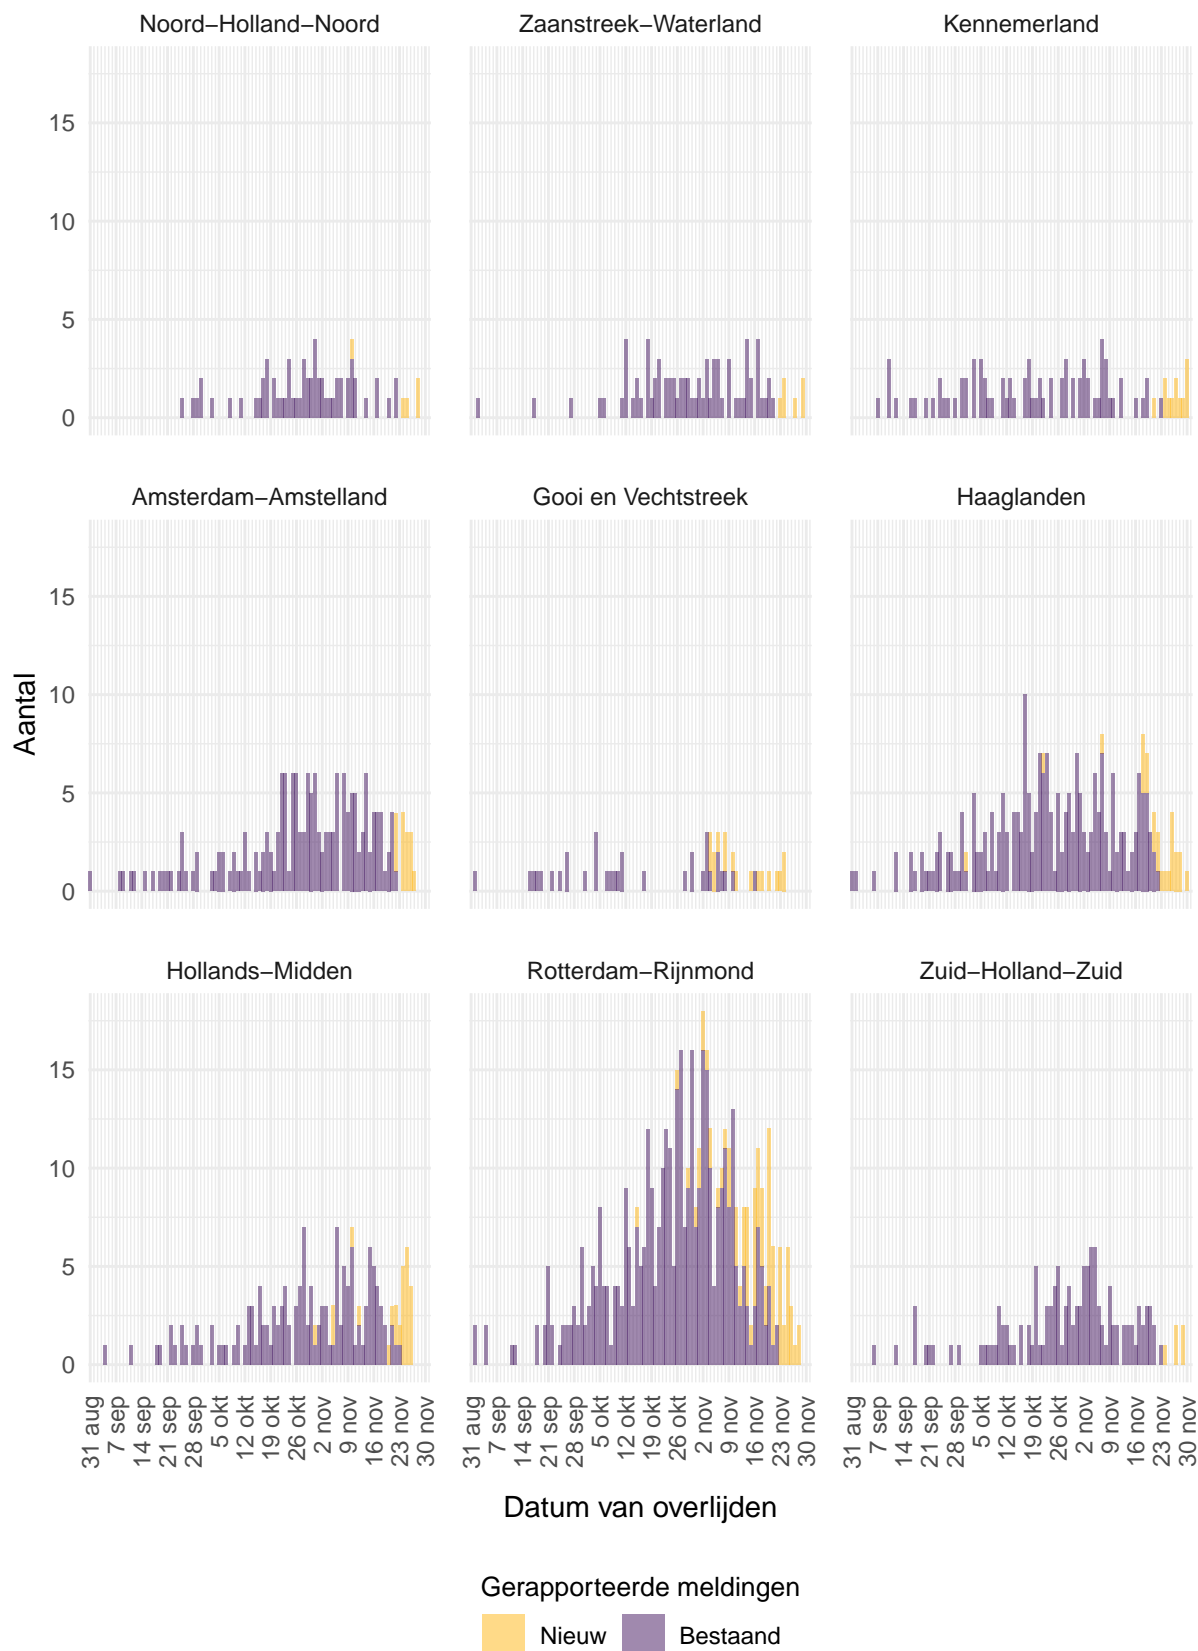 Noord−Holland−Noord Zaanstreek−Waterland Kennemerland
15
10
5
0
Amsterdam−Amstelland Gooi en Vechtstreek Haaglanden
15
10
5
0
Aantal
Hollands−Midden Rotterdam−Rijnmond Zuid−Holland−Zuid
15
10
5
0
31 aug 7 sep 14 sep 21 sep 28 sep 5 okt 12 okt 19 okt 26 okt 2 nov 9 nov 16 nov 23 nov 30 nov
31 aug 7 sep 14 sep 21 sep 28 sep 5 okt 12 okt 19 okt 26 okt 2 nov 9 nov 16 nov 23 nov 30 nov
31 aug 7 sep 14 sep 21 sep 28 sep 5 okt 12 okt 19 okt 26 okt 2 nov 9 nov 16 nov 23 nov 30 nov
Datum van overlijden
Gerapporteerde meldingen
Nieuw Bestaand